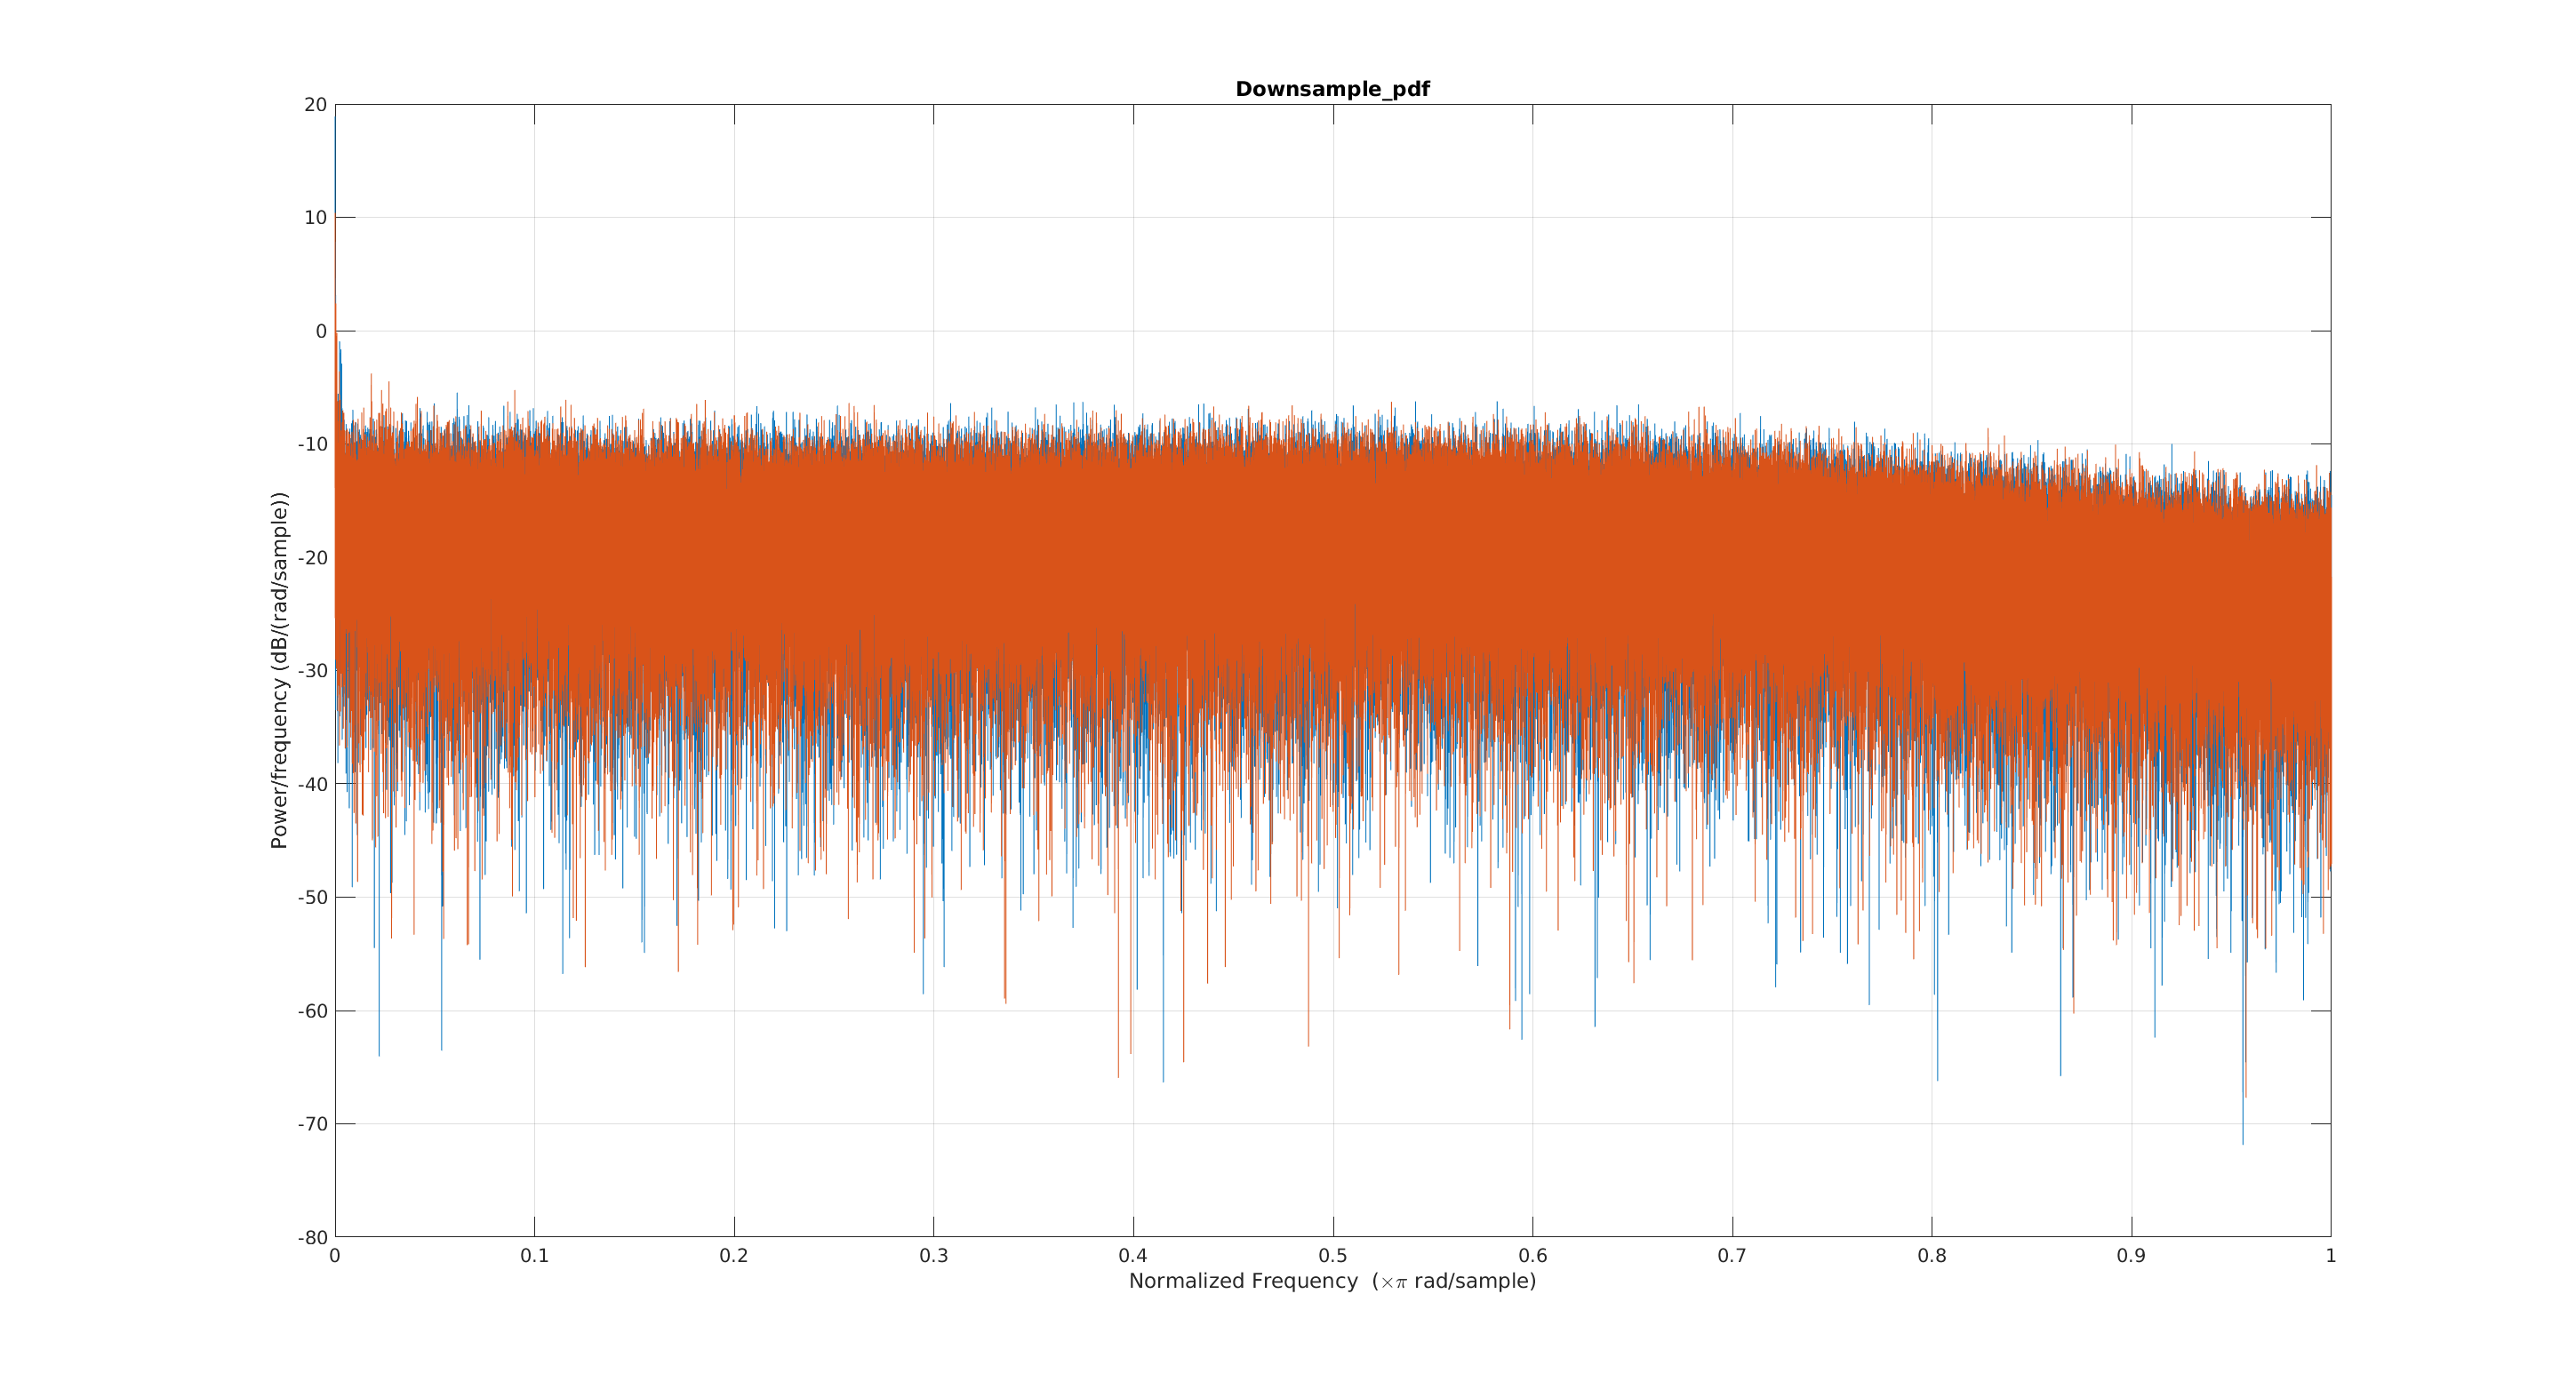 Downsample_pdf
20
10
0
-10
-20
-30
-40
-50
-60
-70
-80
Power/frequency (dB/(rad/sample))
0 0.1 0.2 0.3 0.4 0.5 0.6 0.7 0.8 0.9 1
Normalized Frequency (×π rad/sample)